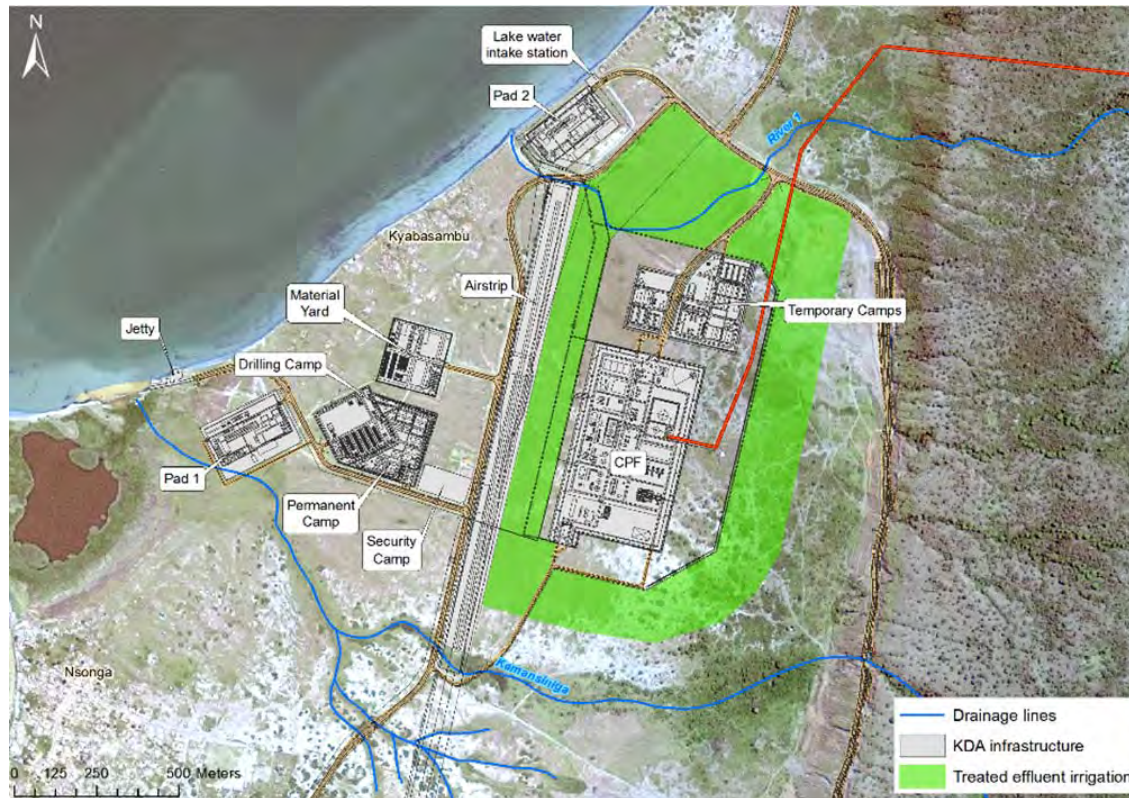 N
Lake water
intake station
Pad 2
River 1
Kyabasambu
Airstrip
Material
Yard
Temporary Camps
Jetty
Drilling Camp
CPF
Pad 1
Permanent
Camp
Security
Camp
Kamansiniga
Nsonga
Drainage lines
KDA infrastructure
Treated effluent irrigation
0 125 250 500 Meters